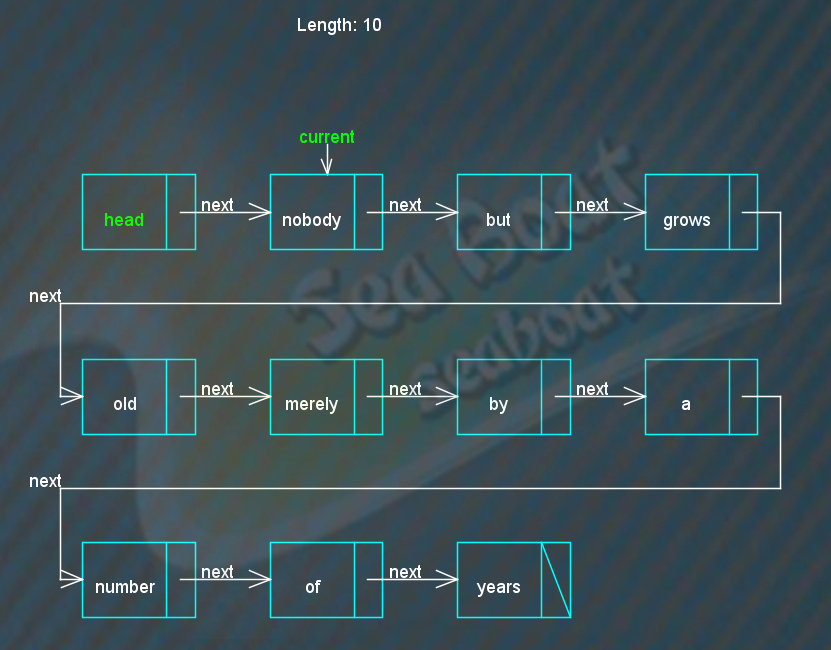 Length: 10
current
head next nobody next but next grows
next
old next merely next by next a
next
number next of next years
Sea Boat
seaboat